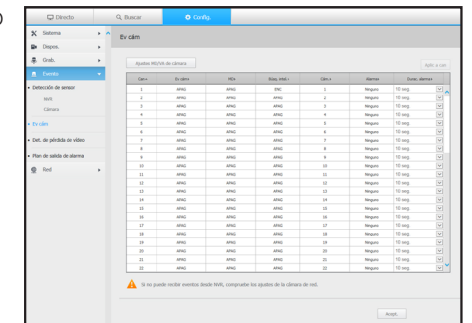 Directo
Buscar
Config.
Sistema
Dispos.
Grab.
Evento
Detección de sensor
NVR
Cámara
Ev cám
Det. de pérdida de vídeo
Plan de salida de alarma
Red
Ev cám
Ajustes MD/VA de cámara
Aplic. a can
Can Ev cám MD Búsq. intel. Cám. Alarma Durac. alarma
1 APAG APAG ENC 1 Ninguno 10 seg.
2 APAG APAG APAG 2 Ninguno 10 seg.
3 APAG APAG APAG 3 Ninguno 10 seg.
4 APAG APAG APAG 4 Ninguno 10 seg.
5 APAG APAG APAG 5 Ninguno 10 seg.
6 APAG APAG APAG 6 Ninguno 10 seg.
7 APAG APAG APAG 7 Ninguno 10 seg.
8 APAG APAG APAG 8 Ninguno 10 seg.
9 APAG APAG APAG 9 Ninguno 10 seg.
10 APAG APAG APAG 10 Ninguno 10 seg.
11 APAG APAG APAG 11 Ninguno 10 seg.
12 APAG APAG APAG 12 Ninguno 10 seg.
13 APAG APAG APAG 13 Ninguno 10 seg.
14 APAG APAG APAG 14 Ninguno 10 seg.
15 APAG APAG APAG 15 Ninguno 10 seg.
16 APAG APAG APAG 16 Ninguno 10 seg.
17 APAG APAG APAG 17 Ninguno 10 seg.
18 APAG APAG APAG 18 Ninguno 10 seg.
19 APAG APAG APAG 19 Ninguno 10 seg.
20 APAG APAG APAG 20 Ninguno 10 seg.
21 APAG APAG APAG 21 Ninguno 10 seg.
22 APAG APAG APAG 22 Ninguno 10 seg.
Si no puede recibir eventos desde NVR, compruebe los ajustes de la cámara de red.
Acept.